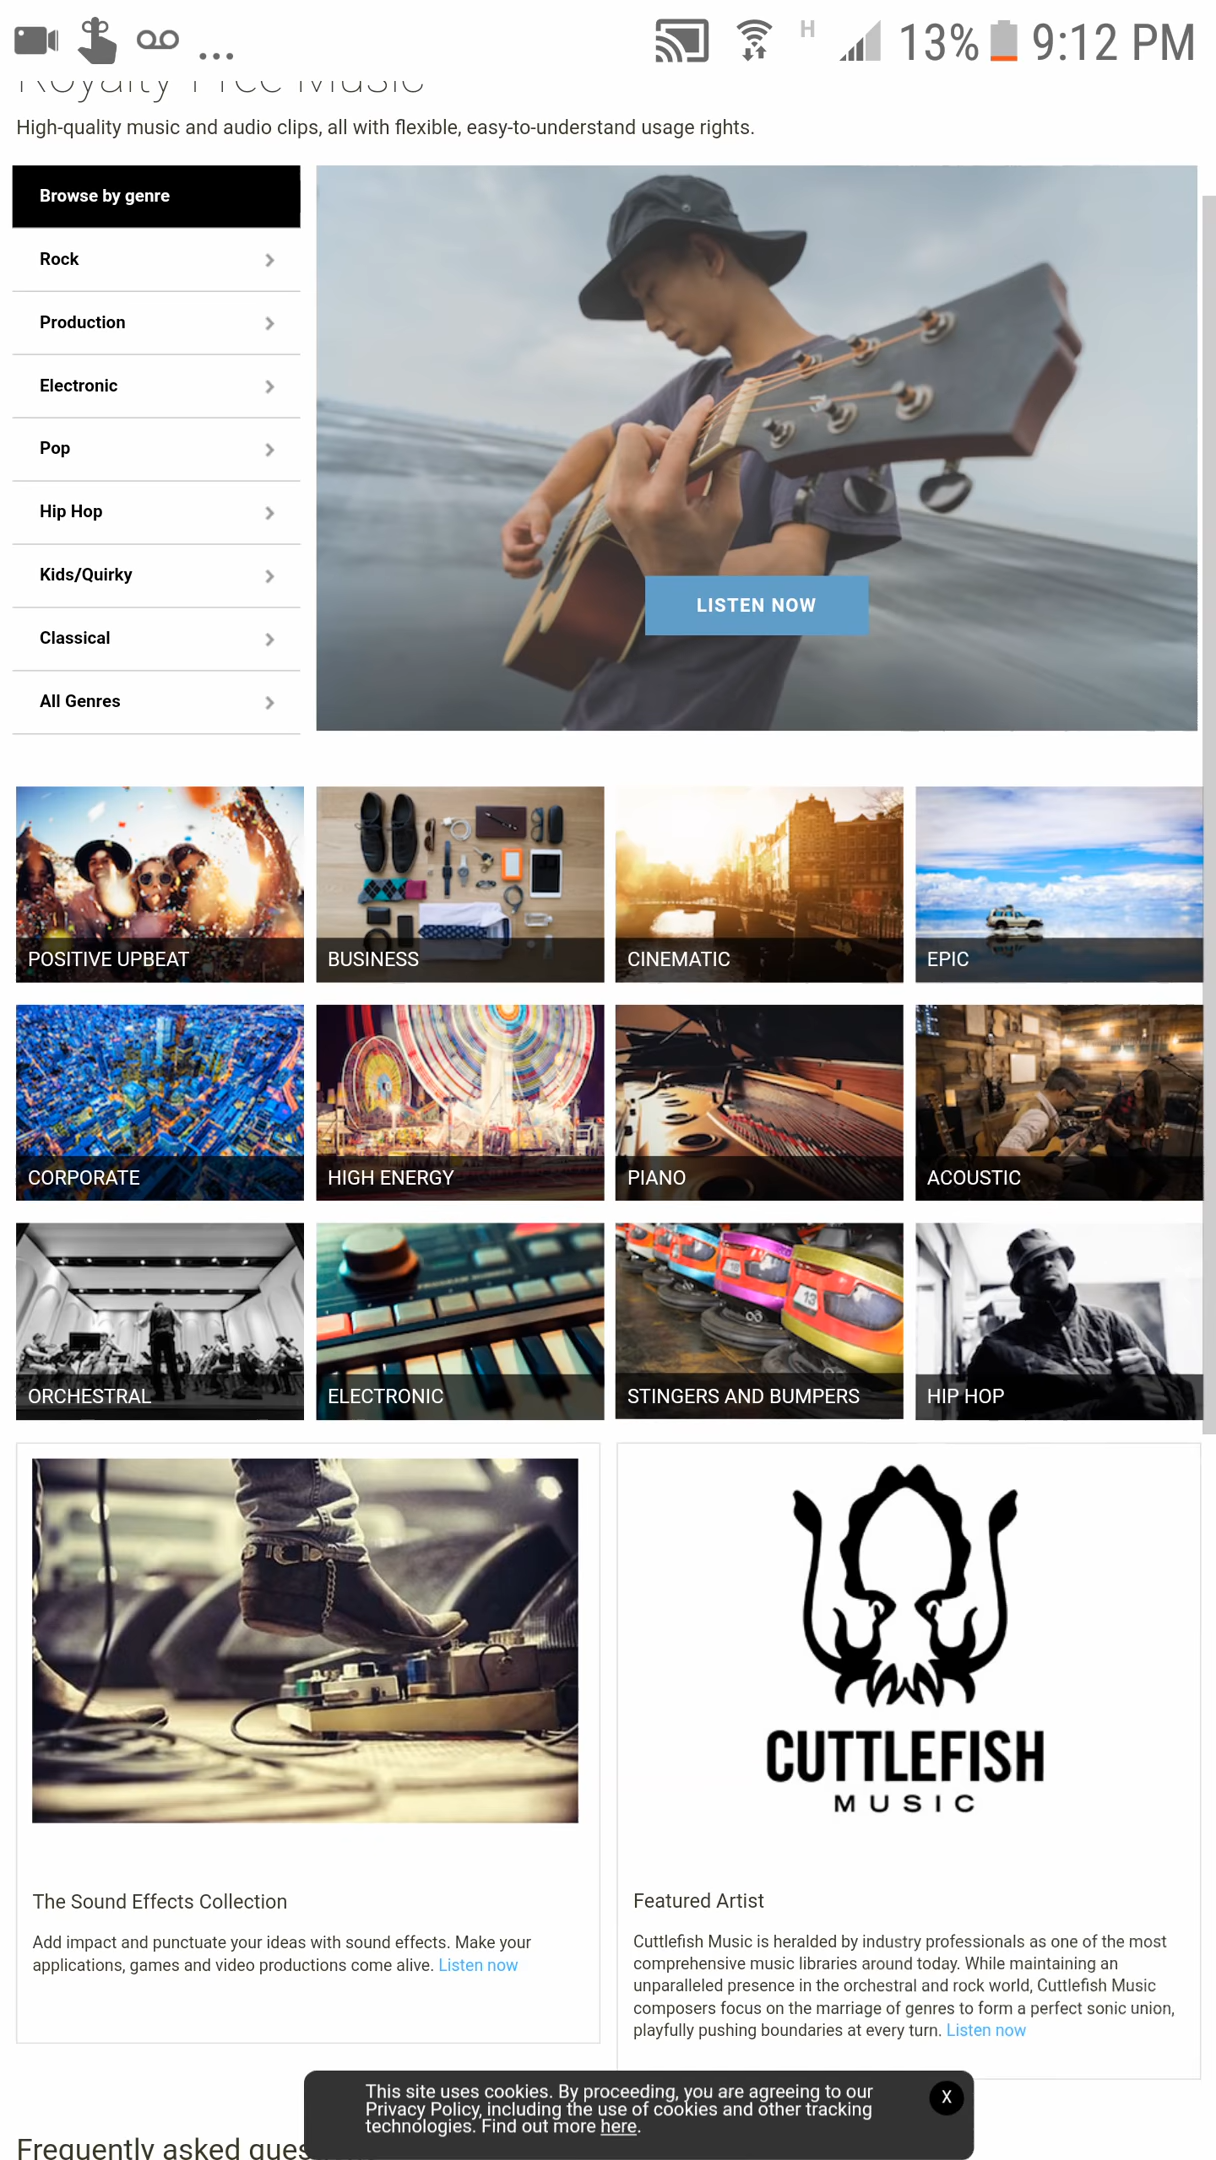 13% 9:12 PM
H
Royalty Free Music
High-quality music and audio clips, all with flexible, easy-to-understand usage rights.
Browse by genre
Rock
Production
Electronic
Pop
Hip Hop
Kids/Quirky
Classical
All Genres
LISTEN NOW
POSITIVE UPBEAT
BUSINESS
CINEMATIC
EPIC
CORPORATE
HIGH ENERGY
PIANO
ACOUSTIC
ORCHESTRAL
ELECTRONIC
13
STINGERS AND BUMPERS
HIP HOP
The Sound Effects Collection
Add impact and punctuate your ideas with sound effects. Make your
applications, games and video productions come alive. Listen now
CUTTLEFISH
MUSIC
Featured Artist
Cuttlefish Music is heralded by industry professionals as one of the most
comprehensive music libraries around today. While maintaining an
unparalleled presence in the orchestral and rock world, Cuttlefish Music
composers focus on the marriage of genres to form a perfect sonic union,
playfully pushing boundaries at every turn. Listen now
This site uses cookies. By proceeding, you are agreeing to our
Privacy Policy, including the use of cookies and other tracking
technologies. Find out more here.
X
Frequently asked